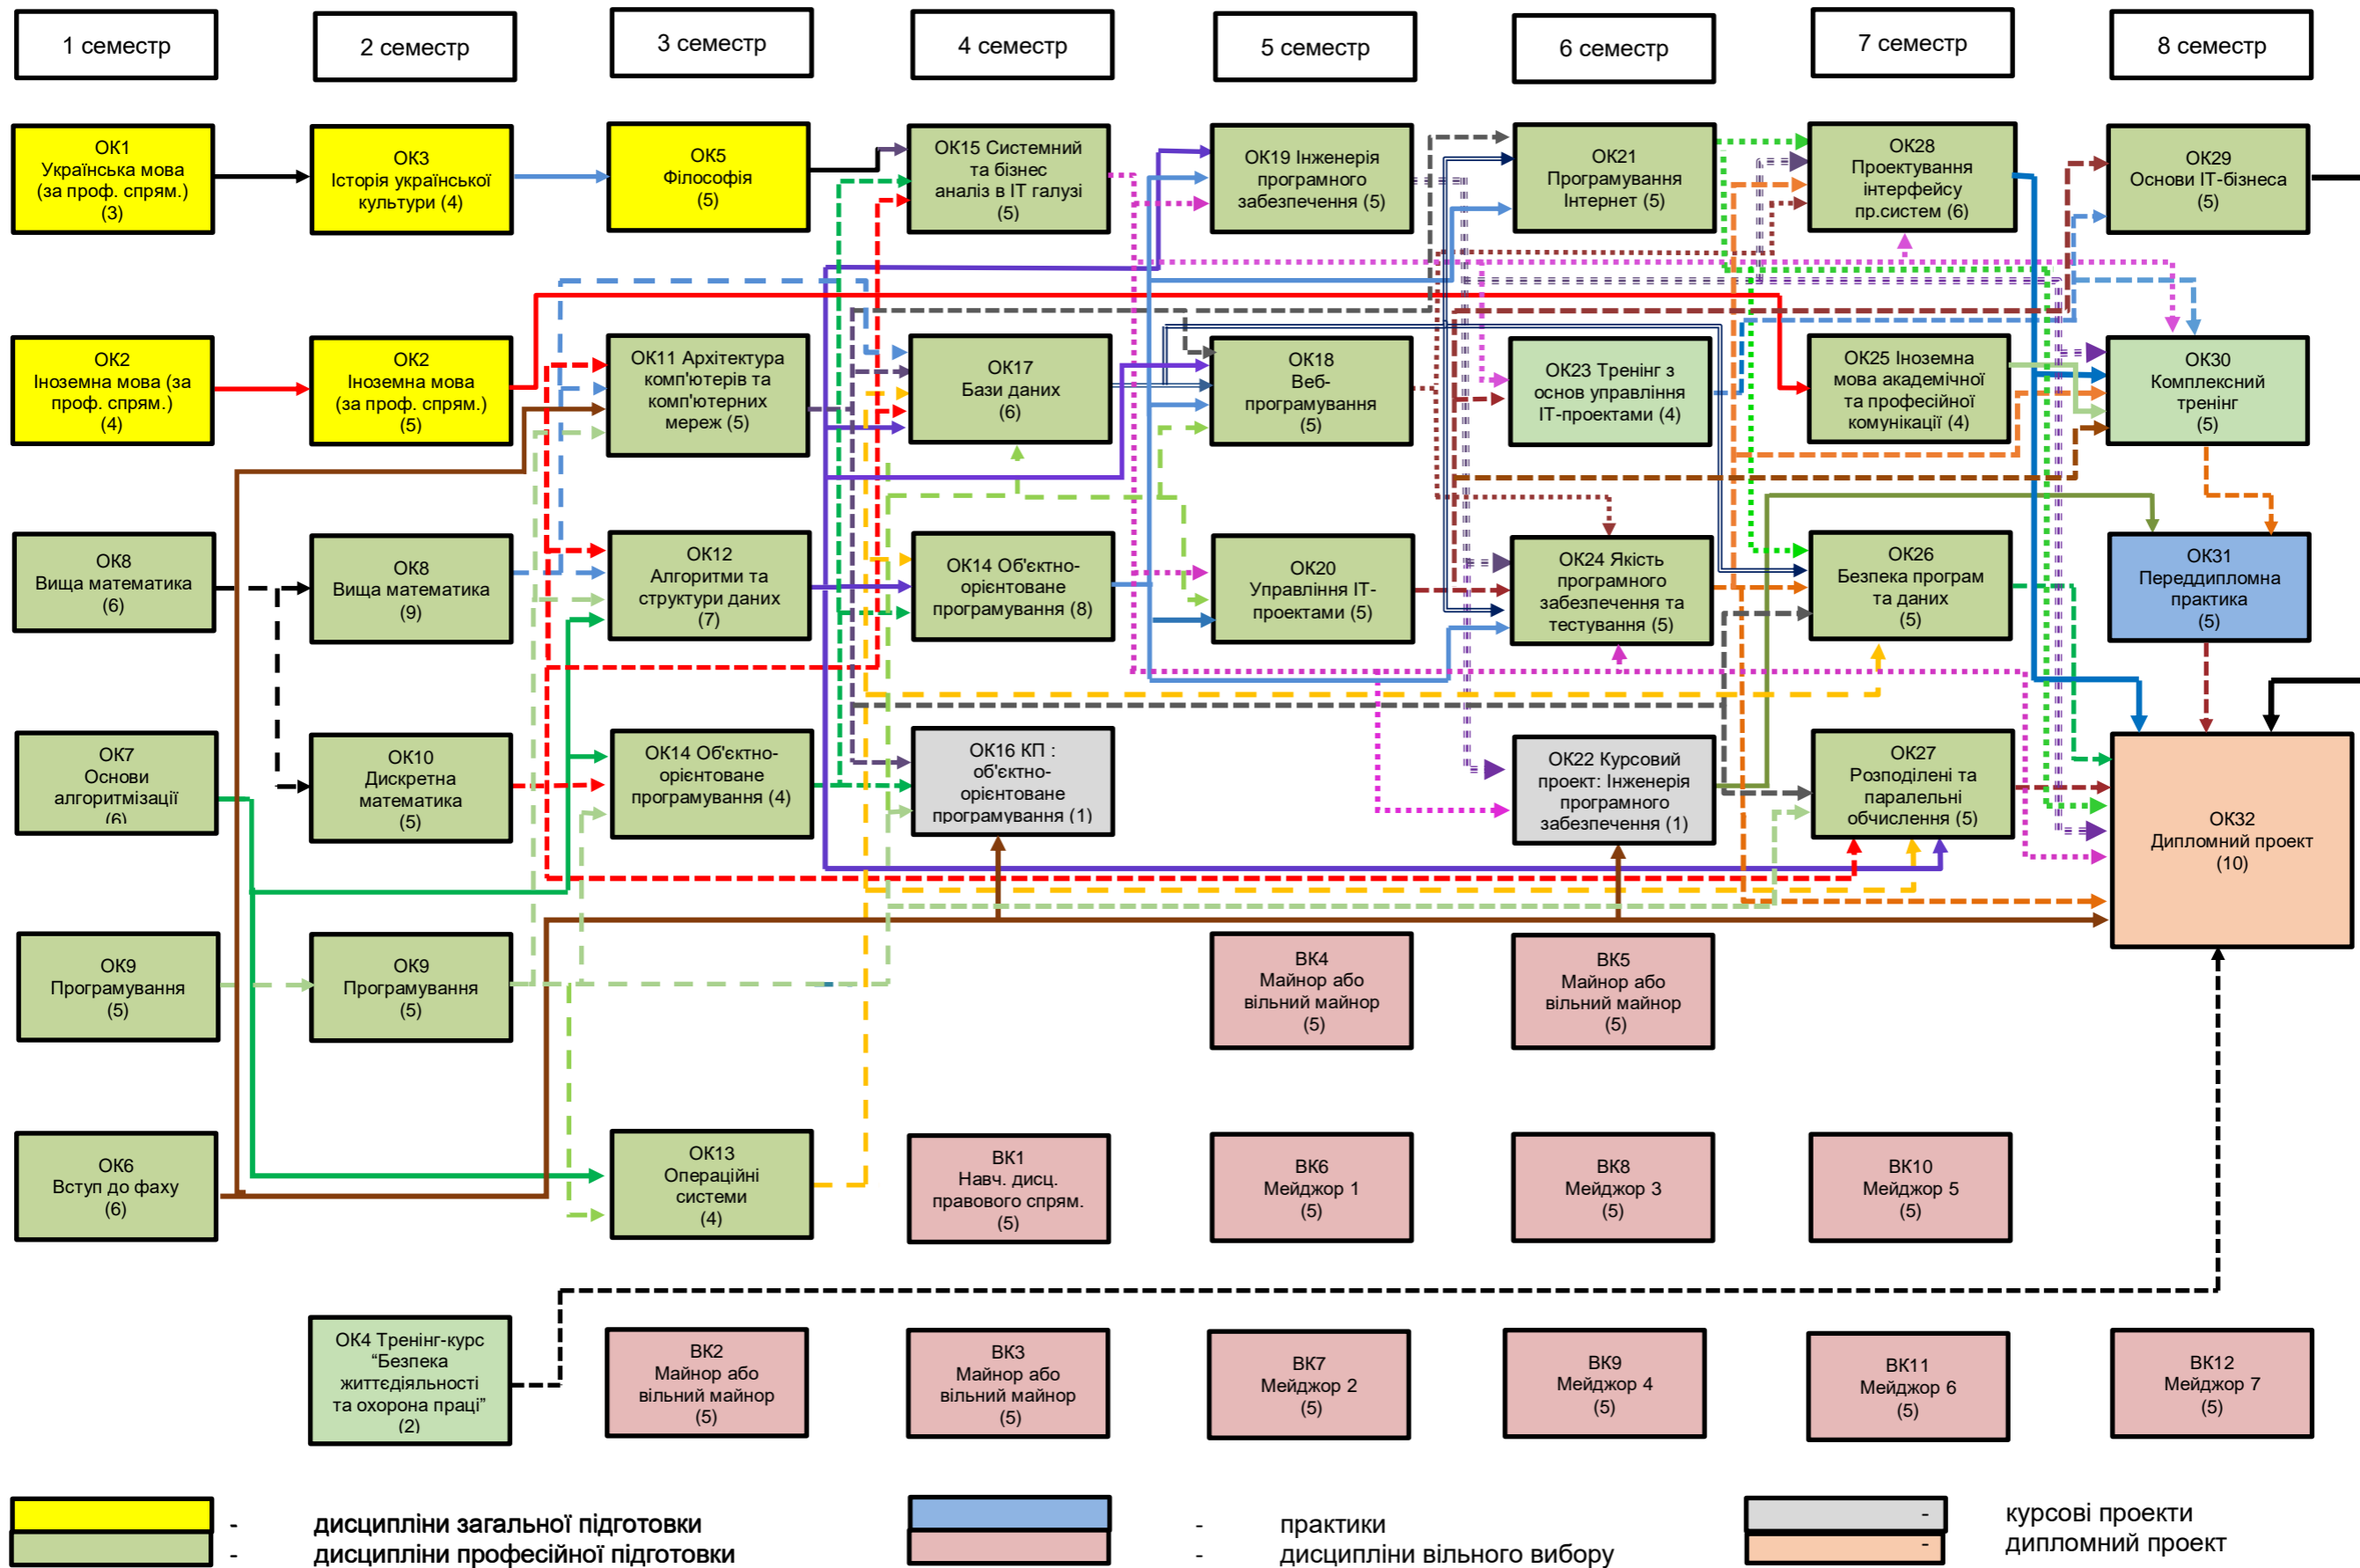 1 семестр
2 семестр
3 семестр
4 семестр
5 семестр
6 семестр
7 семестр
8 семестр
ОК1
Українська мова
(за проф. спрям.)
(3)
ОК3
Історія української
культури (4)
ОК5
Філософія
(5)
ОК15 Системний
та бізнес
аналіз в ІТ галузі
(5)
ОК19 Інженерія
програмного
забезпечення (5)
ОК21
Програмування
Інтернет (5)
ОК28
Проектування
інтерфейсу
пр.систем (6)
ОК29
Основи ІТ-бізнеса
(5)
ОК2
Іноземна мова (за
проф. спрям.)
(4)
ОК2
Іноземна мова
(за проф. спрям.)
(5)
ОК11 Архітектура
комп'ютерів та
комп'ютерних
мереж (5)
ОК17
Бази даних
(6)
ОК18
Веб-
програмування
(5)
ОК23 Тренінг з
основ управління
ІТ-проектами (4)
ОК25 Іноземна
мова академічної
та професійної
комунікації (4)
ОК30
Комплексний
тренінг
(5)
ОК8
Вища математика
(6)
ОК8
Вища математика
(9)
ОК12
Алгоритми та
структури даних
(7)
ОК14 Об'єктно-
орієнтоване
програмування (8)
ОК20
Управління ІТ-
проектами (5)
ОК24 Якість
програмного
забезпечення та
тестування (5)
ОК26
Безпека програм
та даних
(5)
ОК31
Переддипломна
практика
(5)
ОК7
Основи
алгоритмізації
(6)
ОК10
Дискретна
математика
(5)
ОК14 Об'єктно-
орієнтоване
програмування (4)
ОК16 КП :
об'єктно-
орієнтоване
програмування (1)
ОК22 Курсовий
проект: Інженерія
програмного
забезпечення (1)
ОК27
Розподілені та
паралельні
обчислення (5)
ОК32
Дипломний проект
(10)
ОК9
Програмування
(5)
ОК9
Програмування
(5)
ВК4
Майнор або
вільний майнор
(5)
ВК5
Майнор або
вільний майнор
(5)
ОК6
Вступ до фаху
(6)
ОК13
Операційні
системи
(4)
ВК1
Навч. дисц.
правового спрям.
(5)
ВК6
Мейджор 1
(5)
ВК8
Мейджор 3
(5)
ВК10
Мейджор 5
(5)
ОК4 Тренінг-курс
“Безпека
життєдіяльності
та охорона праці”
(2)
ВК2
Майнор або
вільний майнор
(5)
ВК3
Майнор або
вільний майнор
(5)
ВК7
Мейджор 2
(5)
ВК9
Мейджор 4
(5)
ВК11
Мейджор 6
(5)
ВК12
Мейджор 7
(5)
- дисципліни загальної підготовки
- дисципліни професійної підготовки
- практики
- дисципліни вільного вибору
- курсові проекти
- дипломний проект